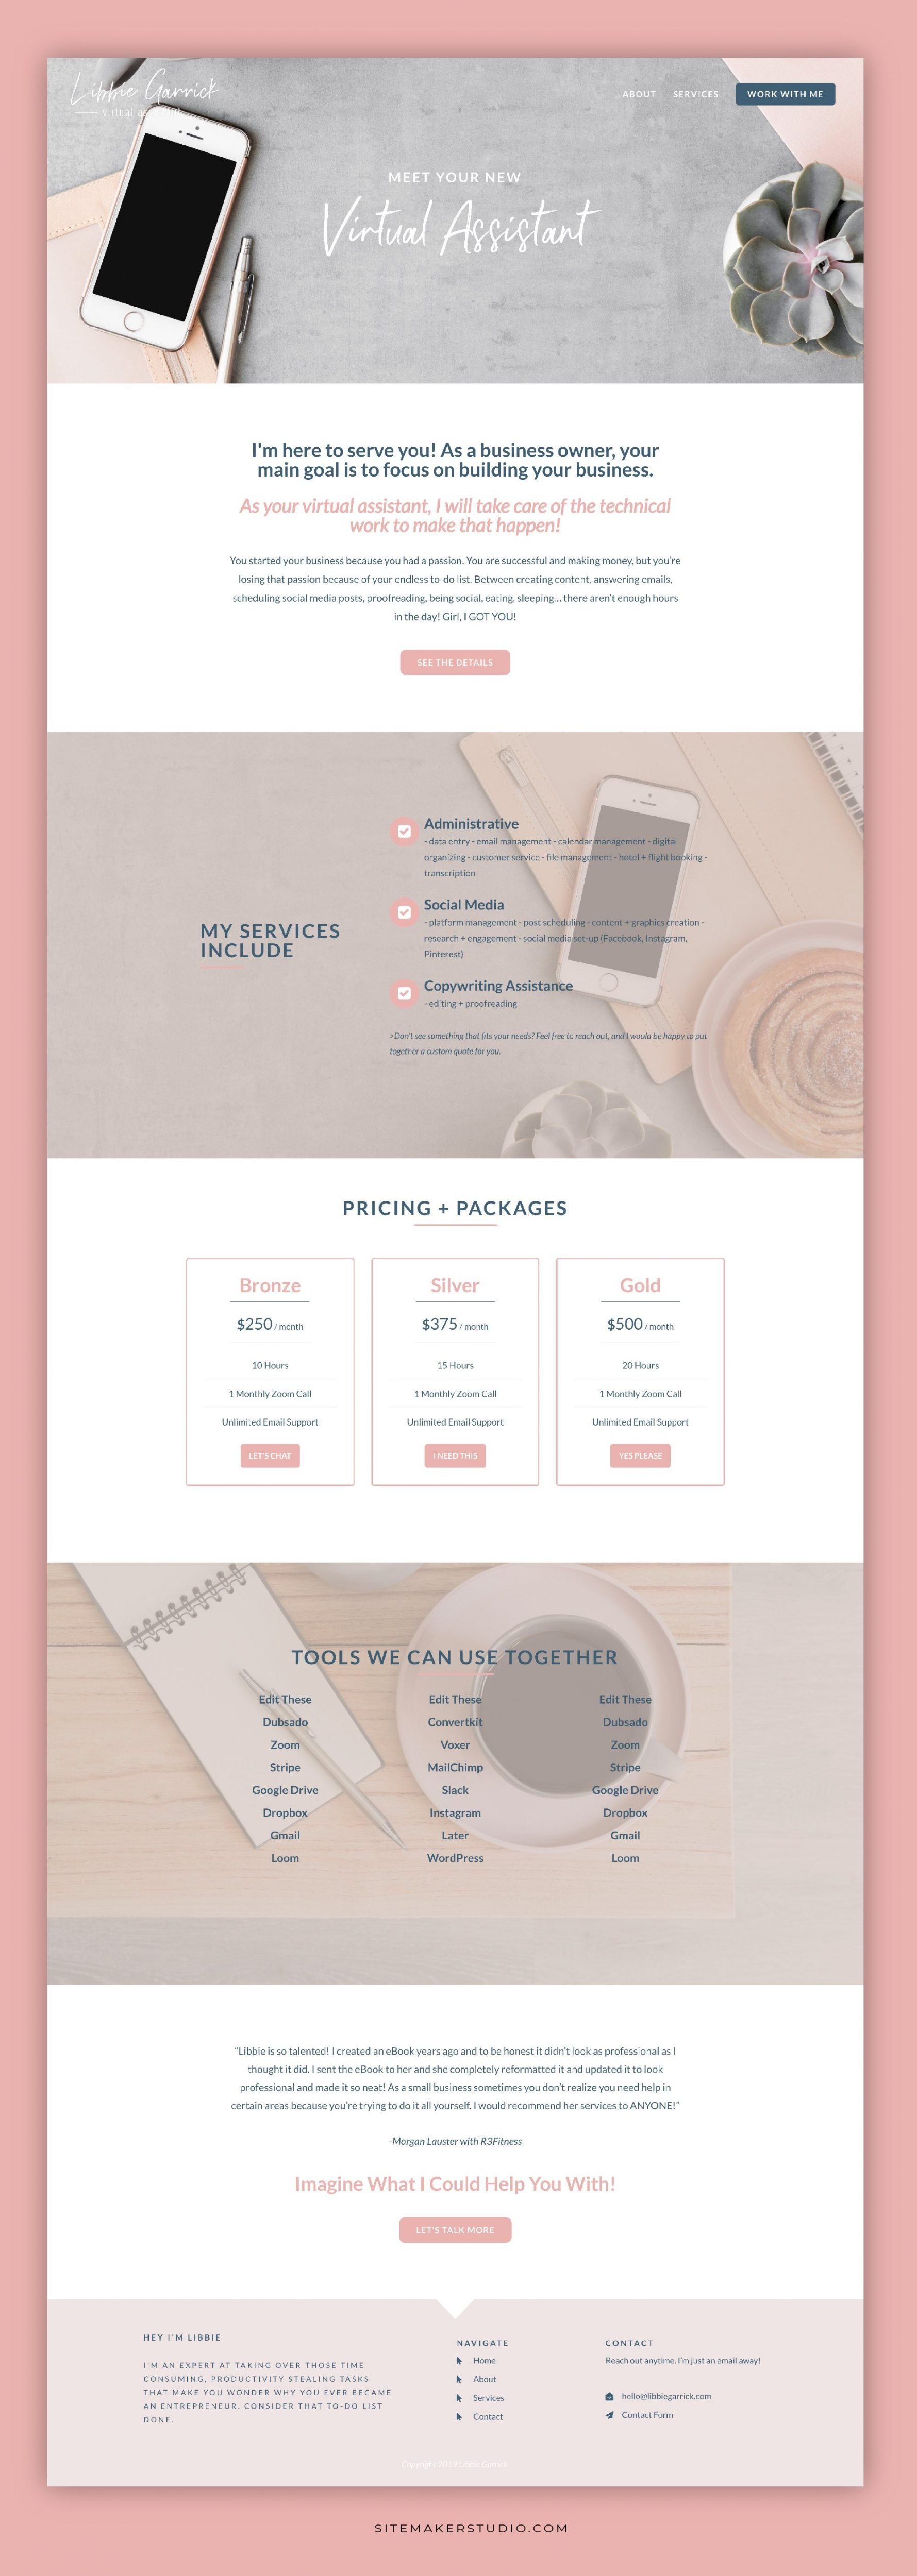 Libbie Garrick
virtual assistant
ABOUT SERVICES WORK WITH ME
MEET YOUR NEW
Virtual Assistant
I'm here to serve you! As a business owner, your
main goal is to focus on building your business.
As your virtual assistant, I will take care of the technical
work to make that happen!
You started your business because you had a passion. You are successful and making money, but you're
losing that passion because of your endless to-do list. Between creating content, answering emails,
scheduling social media posts, proofreading, being social, eating, sleeping... there aren't enough hours
in the day! Girl, I GOT YOU!
SEE THE DETAILS
MY SERVICES
INCLUDE
Administrative
- data entry - email management - calendar management - digital
organizing - customer service - file management - hotel + flight booking -
transcription
Social Media
- platform management - post scheduling - content + graphics creation -
research + engagement - social media set-up (Facebook, Instagram,
Pinterest)
Copywriting Assistance
- editing + proofreading
>Don't see something that fits your needs? Feel free to reach out, and I would be happy to put
together a custom quote for you.
PRICING + PACKAGES
Bronze
$250 / month
10 Hours
1 Monthly Zoom Call
Unlimited Email Support
LET'S CHAT
Silver
$375 / month
15 Hours
1 Monthly Zoom Call
Unlimited Email Support
I NEED THIS
Gold
$500 / month
20 Hours
1 Monthly Zoom Call
Unlimited Email Support
YES PLEASE
TOOLS WE CAN USE TOGETHER
Edit These
Dubsado
Zoom
Stripe
Google Drive
Dropbox
Gmail
Loom
Edit These
Convertkit
Voxer
MailChimp
Slack
Instagram
Later
WordPress
Edit These
Dubsado
Zoom
Stripe
Google Drive
Dropbox
Gmail
Loom
"Libbie is so talented! I created an eBook years ago and to be honest it didn't look as professional as I
thought it did. I sent the eBook to her and she completely reformatted it and updated it to look
professional and made it so neat! As a small business sometimes you don't realize you need help in
certain areas because you're trying to do it all yourself. I would recommend her services to ANYONE!"
-Morgan Lauster with R3Fitness
Imagine What I Could Help You With!
LET'S TALK MORE
HEY I'M LIBBIE
I'M AN EXPERT AT TAKING OVER THOSE TIME
CONSUMING, PRODUCTIVITY STEALING TASKS
THAT MAKE YOU WONDER WHY YOU EVER BECAME
AN ENTREPRENEUR. CONSIDER THAT TO-DO LIST
DONE.
NAVIGATE
Home
About
Services
Contact
CONTACT
Reach out anytime. I'm just an email away!
hello@libbiegarrick.com
Contact Form
Copyright 2019 Libbie Garrick
SITEMAKERSTUDIO.COM